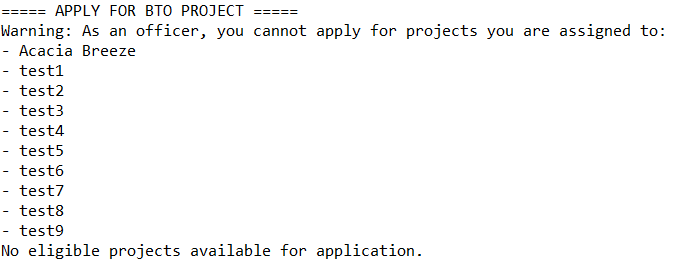 ===== APPLY FOR BTO PROJECT =====
Warning: As an officer, you cannot apply for projects you are assigned to:
- Acacia Breeze
- test1
- test2
- test3
- test4
- test5
- test6
- test7
- test8
- test9
No eligible projects available for application.